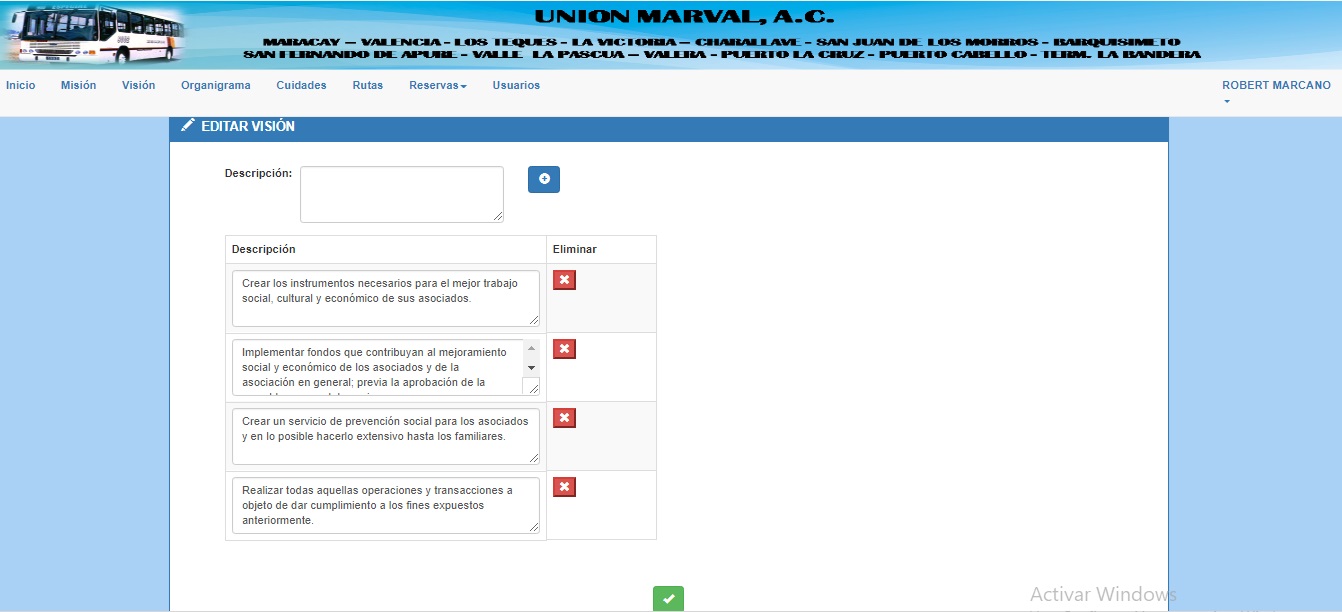 UNION MARVAL, A.C.
MARACAY – VALENCIA - LOS TEQUES - LA VICTORIA – CHARALLAVE - SAN JUAN DE LOS MORROS - BARQUISIMETO
SAN FERNANDO DE APURE - VALLE LA PASCUA – VALERA - PUERTO LA CRUZ - PUERTO CABELLO - TERM. LA BANDERA
Inicio Misión Visión Organigrama Cuidades Rutas Reservas Usuarios ROBERT MARCANO
EDITAR VISIÓN
Descripción:
Descripción Eliminar
Crear los instrumentos necesarios para el mejor trabajo
social, cultural y económico de sus asociados.
Implementar fondos que contribuyan al mejoramiento
social y económico de los asociados y de la
asociación en general; previa la aprobación de la
Crear un servicio de prevención social para los asociados
y en lo posible hacerlo extensivo hasta los familiares.
Realizar todas aquellas operaciones y transacciones a
objeto de dar cumplimiento a los fines expuestos
anteriormente.
Activar Windows